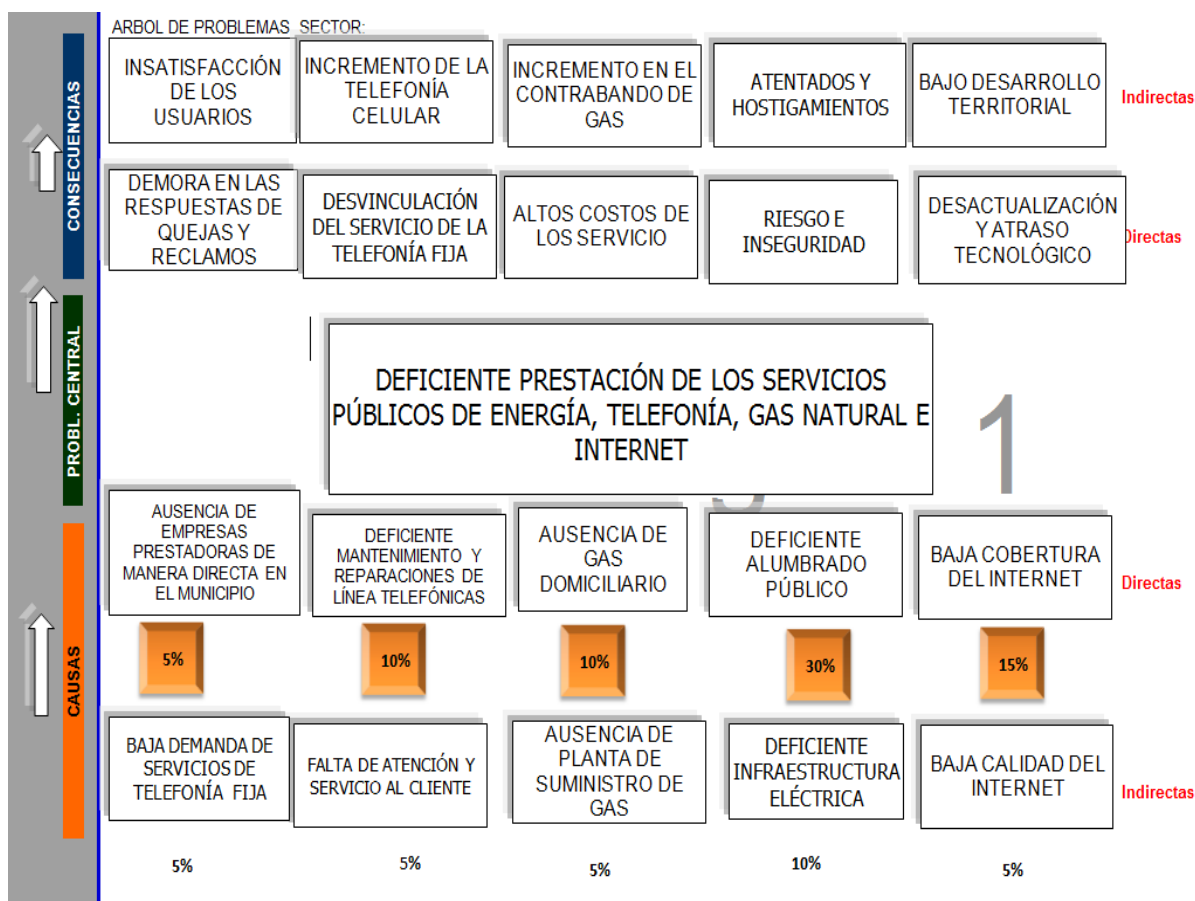 ARBOL DE PROBLEMAS SECTOR:
INSATISFACCIÓN
DE LOS
USUARIOS
INCREMENTO DE LA
TELEFONÍA
CELULAR
INCREMENTO EN EL
CONTRABANDO DE
GAS
ATENTADOS Y
HOSTIGAMIENTOS
BAJO DESARROLLO
TERRITORIAL
Indirectas
CONSECUENCIAS
DEMORA EN LAS
RESPUESTAS DE
QUEJAS Y
RECLAMOS
DESVINCULACIÓN
DEL SERVICIO DE LA
TELEFONÍA FIJA
ALTOS COSTOS DE
LOS SERVICIO
RIESGO E
INSEGURIDAD
DESACTUALIZACIÓN
Y ATRASO
TECNOLÓGICO
Directas
PROBL. CENTRAL
DEFICIENTE PRESTACIÓN DE LOS SERVICIOS
PÚBLICOS DE ENERGÍA, TELEFONÍA, GAS NATURAL E
INTERNET
1
CAUSAS
AUSENCIA DE
EMPRESAS
PRESTADORAS DE
MANERA DIRECTA EN
EL MUNICIPIO
DEFICIENTE
MANTENIMIENTO Y
REPARACIONES DE
LÍNEA TELEFÓNICAS
AUSENCIA DE
GAS
DOMICILIARIO
DEFICIENTE
ALUMBRADO
PÚBLICO
BAJA COBERTURA
DEL INTERNET
Directas
5%
10%
10%
30%
15%
BAJA DEMANDA DE
SERVICIOS DE
TELEFONÍA FIJA
FALTA DE ATENCIÓN Y
SERVICIO AL CLIENTE
AUSENCIA DE
PLANTA DE
SUMINISTRO DE
GAS
DEFICIENTE
INFRAESTRUCTURA
ELÉCTRICA
BAJA CALIDAD DEL
INTERNET
Indirectas
5%
5%
5%
10%
5%